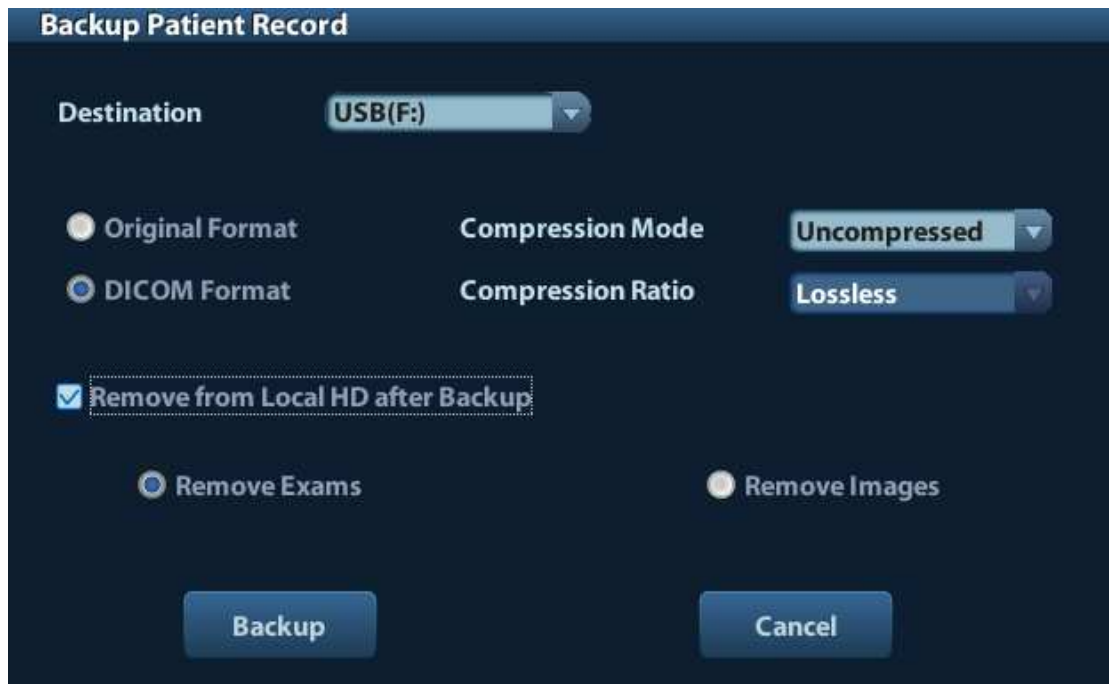 Backup Patient Record
Destination USB(F:)
Original Format Compression Mode Uncompressed
DICOM Format Compression Ratio Lossless
Remove from Local HD after Backup
Remove Exams Remove Images
Backup Cancel